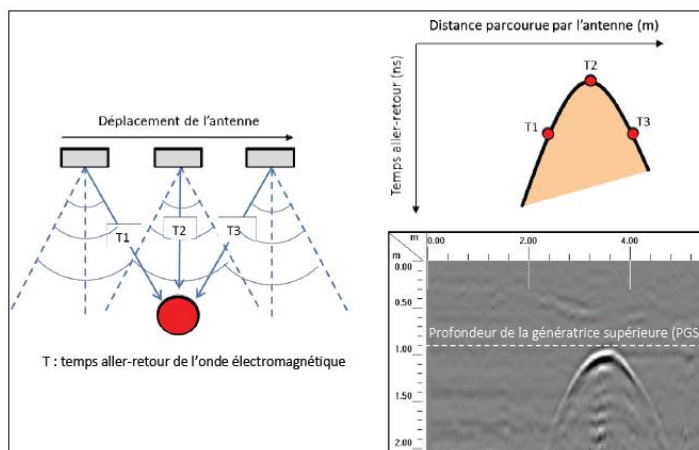 Déplacement de l'antenne
T1
T2
T3
T : temps aller-retour de l'onde électromagnétique
Distance parcourue par l'antenne (m)
Temps aller-retour (ns)
T2
T1
T3
m
m
0.00
2.00
4.00
0.00
0.50
Profondeur de la génératrice supérieure (PGS
1.00
1.50
2.00